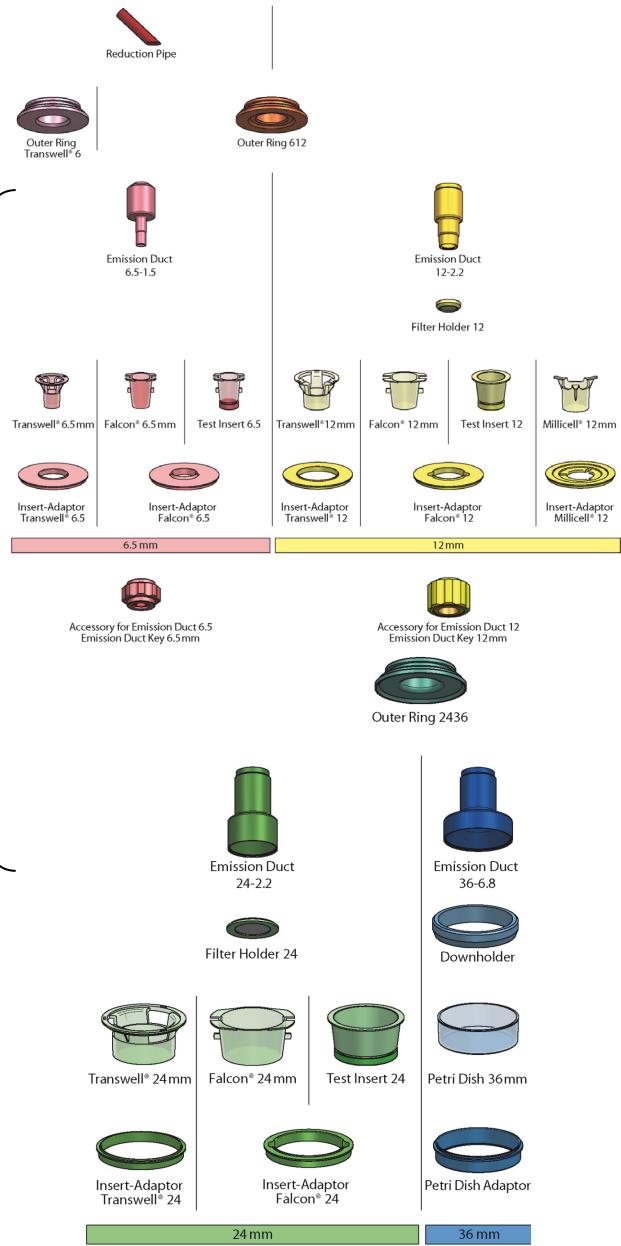 Reduction Pipe
Outer Ring
Transwell® 6
Outer Ring 612
Emission Duct
6.5-1.5
Emission Duct
12-2.2
Filter Holder 12
Transwell® 6.5 mm
Falcon® 6.5 mm
Test Insert 6.5
Transwell® 12 mm
Falcon® 12 mm
Test Insert 12
Millicell® 12 mm
Insert-Adaptor
Transwell® 6.5
Insert-Adaptor
Falcon® 6.5
Insert-Adaptor
Transwell® 12
Insert-Adaptor
Falcon® 12
Insert-Adaptor
Millicell® 12
6.5 mm
12 mm
Accessory for Emission Duct 6.5
Emission Duct Key 6.5 mm
Accessory for Emission Duct 12
Emission Duct Key 12 mm
Outer Ring 2436
Emission Duct
24-2.2
Emission Duct
36-6.8
Filter Holder 24
Downholder
Transwell® 24 mm
Falcon® 24 mm
Test Insert 24
Petri Dish 36 mm
Insert-Adaptor
Transwell® 24
Insert-Adaptor
Falcon® 24
Petri Dish Adaptor
24 mm
36 mm